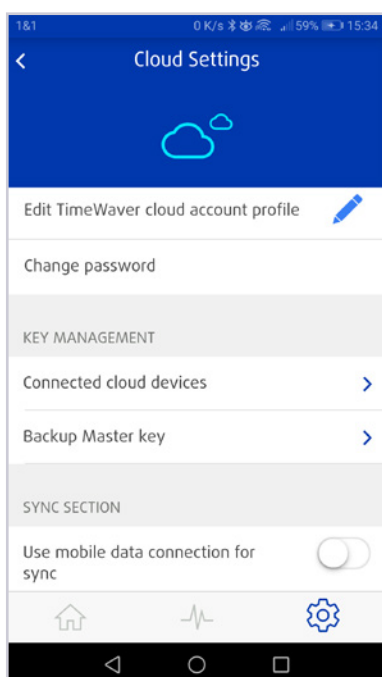 1&1 0 K/s 59% 15:34
Cloud Settings
Edit TimeWaver cloud account profile
Change password
KEY MANAGEMENT
Connected cloud devices
Backup Master key
SYNC SECTION
Use mobile data connection for
sync